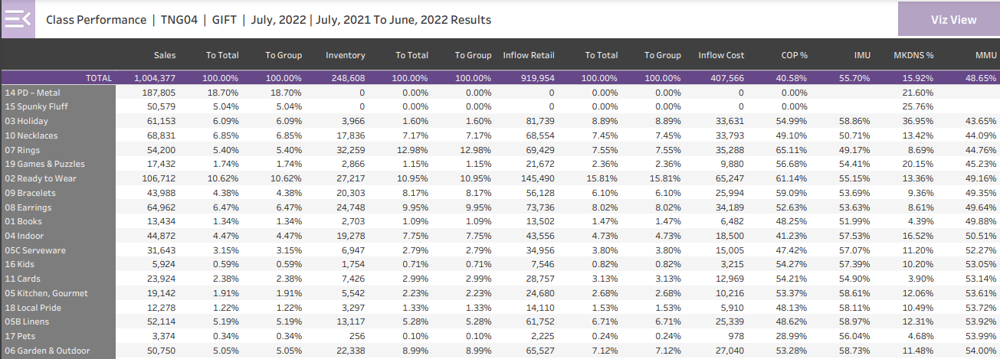 Class Performance | TNG04 | GIFT | July, 2022 | July, 2021 To June, 2022 Results
Viz View
Sales To Total To Group Inventory To Total To Group Inflow Retail To Total To Group Inflow Cost COP % IMU MKDNS % MMU
TOTAL 1,004,377 100.00% 100.00% 248,608 100.00% 100.00% 919,954 100.00% 100.00% 407,566 40.58% 55.70% 15.92% 48.65%
14 PD – Metal 187,805 18.70% 18.70% 0 0.00% 0.00% 0 0.00% 0.00% 0 0.00% 21.60%
15 Spunky Fluff 50,579 5.04% 5.04% 0 0.00% 0.00% 0 0.00% 0.00% 0 0.00% 25.76%
03 Holiday 61,153 6.09% 6.09% 3,966 1.60% 1.60% 81,739 8.89% 8.89% 33,631 54.99% 58.86% 36.95% 43.65%
10 Necklaces 68,831 6.85% 6.85% 17,836 7.17% 7.17% 68,554 7.45% 7.45% 33,793 49.10% 50.71% 13.42% 44.09%
07 Rings 54,200 5.40% 5.40% 32,259 12.98% 12.98% 69,429 7.55% 7.55% 35,288 65.11% 49.17% 8.69% 44.76%
19 Games & Puzzles 17,432 1.74% 1.74% 2,866 1.15% 1.15% 21,672 2.36% 2.36% 9,880 56.68% 54.41% 20.15% 45.23%
02 Ready to Wear 106,712 10.62% 10.62% 27,217 10.95% 10.95% 145,490 15.81% 15.81% 65,247 61.14% 55.15% 13.36% 49.16%
09 Bracelets 43,988 4.38% 4.38% 20,303 8.17% 8.17% 56,128 6.10% 6.10% 25,994 59.09% 53.69% 9.36% 49.35%
08 Earrings 64,962 6.47% 6.47% 24,748 9.95% 9.95% 73,736 8.02% 8.02% 34,189 52.63% 53.63% 8.61% 49.64%
01 Books 13,434 1.34% 1.34% 2,703 1.09% 1.09% 13,502 1.47% 1.47% 6,482 48.25% 51.99% 4.39% 49.88%
04 Indoor 44,872 4.47% 4.47% 19,278 7.75% 7.75% 43,556 4.73% 4.73% 18,500 41.23% 57.53% 16.52% 50.51%
05C Serveware 31,643 3.15% 3.15% 6,947 2.79% 2.79% 34,956 3.80% 3.80% 15,005 47.42% 57.07% 11.20% 52.27%
16 Kids 5,924 0.59% 0.59% 1,754 0.71% 0.71% 7,546 0.82% 0.82% 3,215 54.27% 57.39% 10.20% 53.05%
11 Cards 23,924 2.38% 2.38% 7,426 2.99% 2.99% 28,757 3.13% 3.13% 12,969 54.21% 54.90% 3.90% 53.14%
05 Kitchen, Gourmet 19,142 1.91% 1.91% 5,542 2.23% 2.23% 24,680 2.68% 2.68% 10,216 53.37% 58.61% 12.06% 53.61%
18 Local Pride 12,278 1.22% 1.22% 3,297 1.33% 1.33% 14,110 1.53% 1.53% 5,910 48.13% 58.11% 10.49% 53.72%
05B Linens 52,114 5.19% 5.19% 13,117 5.28% 5.28% 61,752 6.71% 6.71% 25,339 48.62% 58.97% 12.31% 53.92%
17 Pets 3,374 0.34% 0.34% 256 0.10% 0.10% 2,225 0.24% 0.24% 978 28.99% 56.04% 4.68% 53.99%
06 Garden & Outdoor 50,750 5.05% 5.05% 22,338 8.99% 8.99% 65,527 7.12% 7.12% 27,040 53.28% 58.73% 11.48% 54.00%